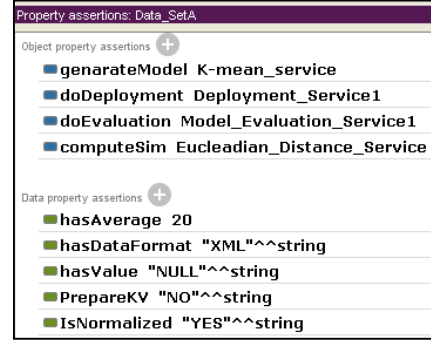 Property assertions: Data_SetA
Object property assertions
genarateModel K-mean_service
doDeployment Deployment_Service1
doEvaluation Model_Evaluation_Service1
computeSim Eucleadian_Distance_Service
Data property assertions
hasAverage 20
hasDataFormat "XML"^^string
hasValue "NULL"^^string
PrepareKV "NO"^^string
IsNormalized "YES"^^string